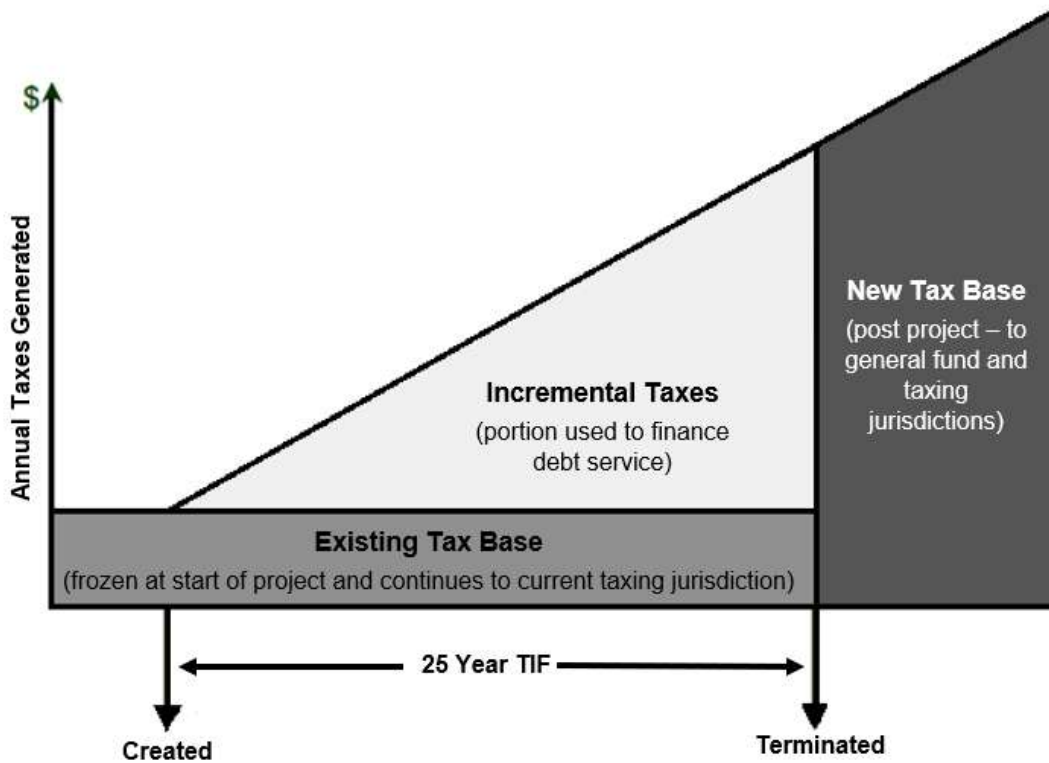 $
Annual Taxes Generated
New Tax Base
(post project – to
general fund and
taxing
jurisdictions)
Incremental Taxes
(portion used to finance
debt service)
Existing Tax Base
(frozen at start of project and continues to current taxing jurisdiction)
25 Year TIF
Created
Terminated